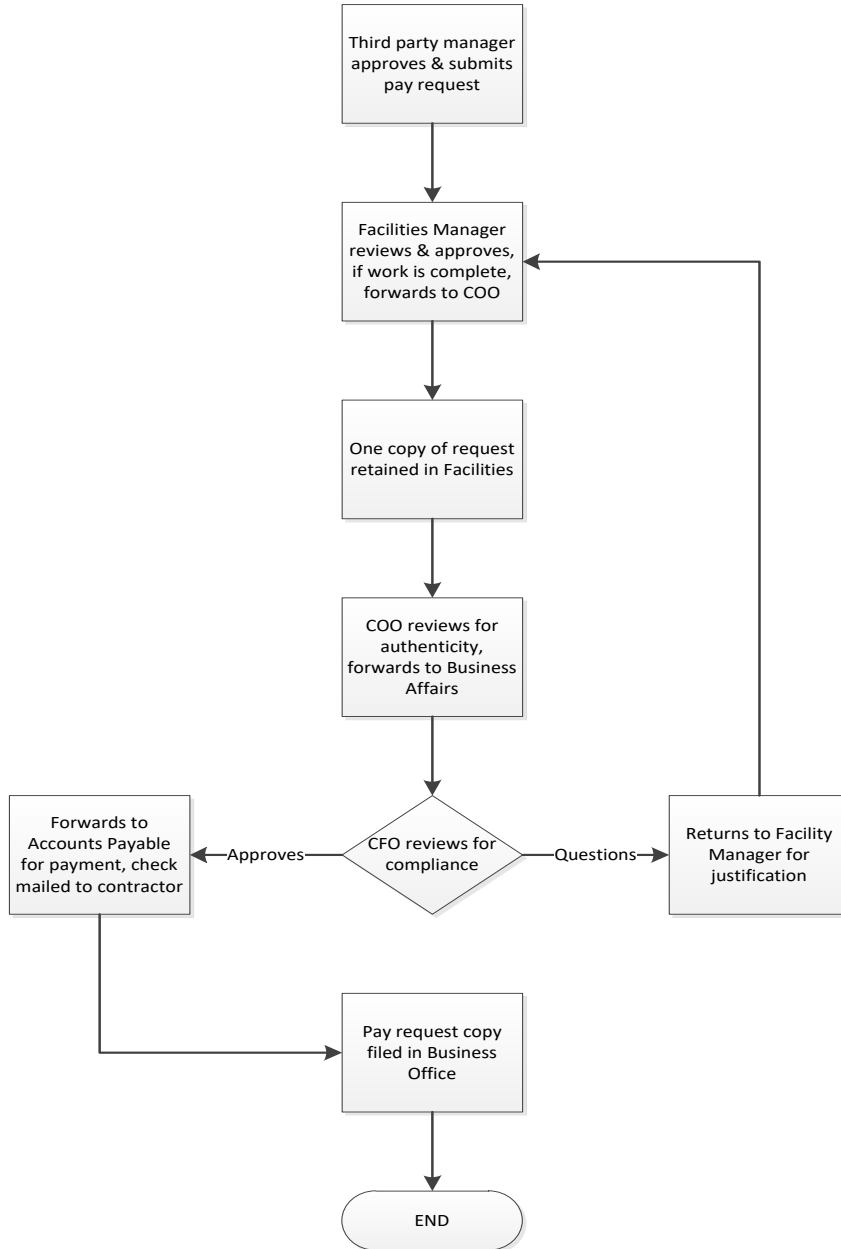 Third party manager
approves & submits
pay request
Facilities Manager
reviews & approves,
if work is complete,
forwards to COO
One copy of request
retained in Facilities
COO reviews for
authenticity,
forwards to Business
Affairs
Forwards to
Accounts Payable
for payment, check
mailed to contractor
Approves
CFO reviews for
compliance
Questions
Returns to Facility
Manager for
justification
Pay request copy
filed in Business
Office
END